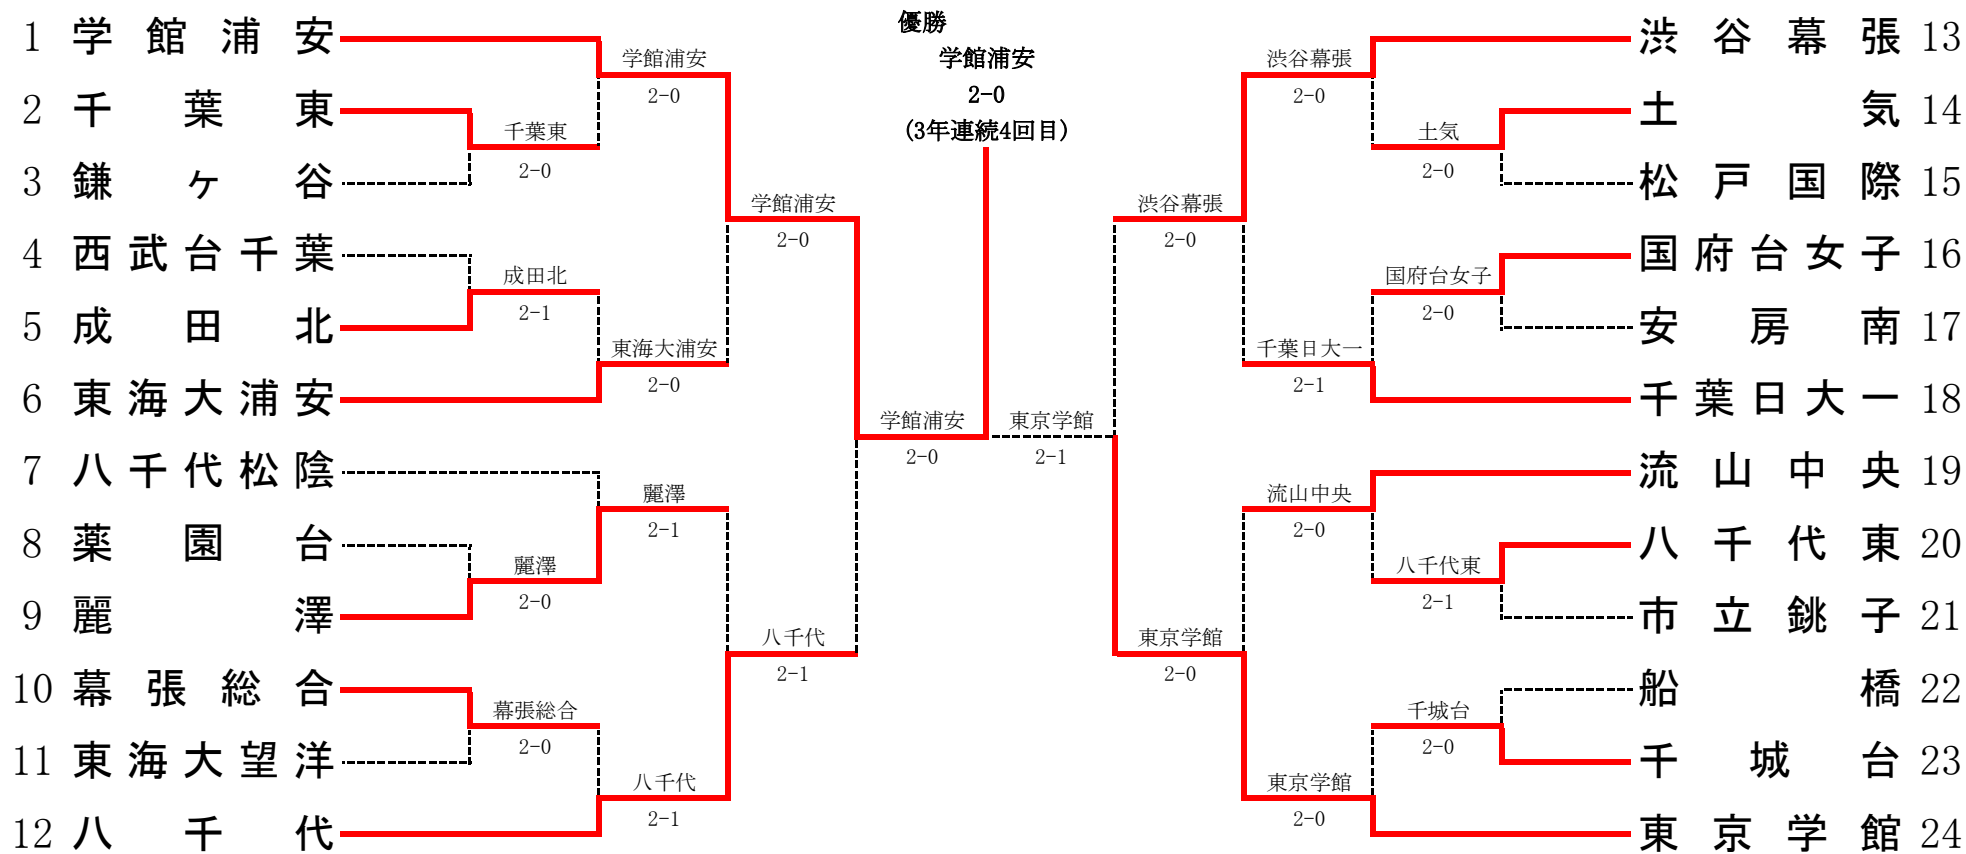 優勝
学館浦安
2-0
(3年連続4回目)
1 学館浦安
2 千葉東
3 鎌ヶ谷
4 西武台千葉
5 成田北
6 東海大浦安
7 八千代松陰
8 薬園台
9 麗澤
10 幕張総合
11 東海大望洋
12 八千代
千葉東
2-0
成田北
2-1
麗澤
2-0
幕張総合
2-0
学館浦安
2-0
東海大浦安
2-0
麗澤
2-1
八千代
2-1
学館浦安
2-0
八千代
2-1
学館浦安
2-0
東京学館
2-1
渋谷幕張
2-0
東京学館
2-0
渋谷幕張
2-0
千葉日大一
2-1
流山中央
2-0
東京学館
2-0
土気
2-0
国府台女子
2-0
八千代東
2-1
千城台
2-0
渋谷幕張 13
土気 14
松戸国際 15
国府台女子 16
安房南 17
千葉日大一 18
流山中央 19
八千代東 20
市立銚子 21
船橋 22
千城台 23
東京学館 24